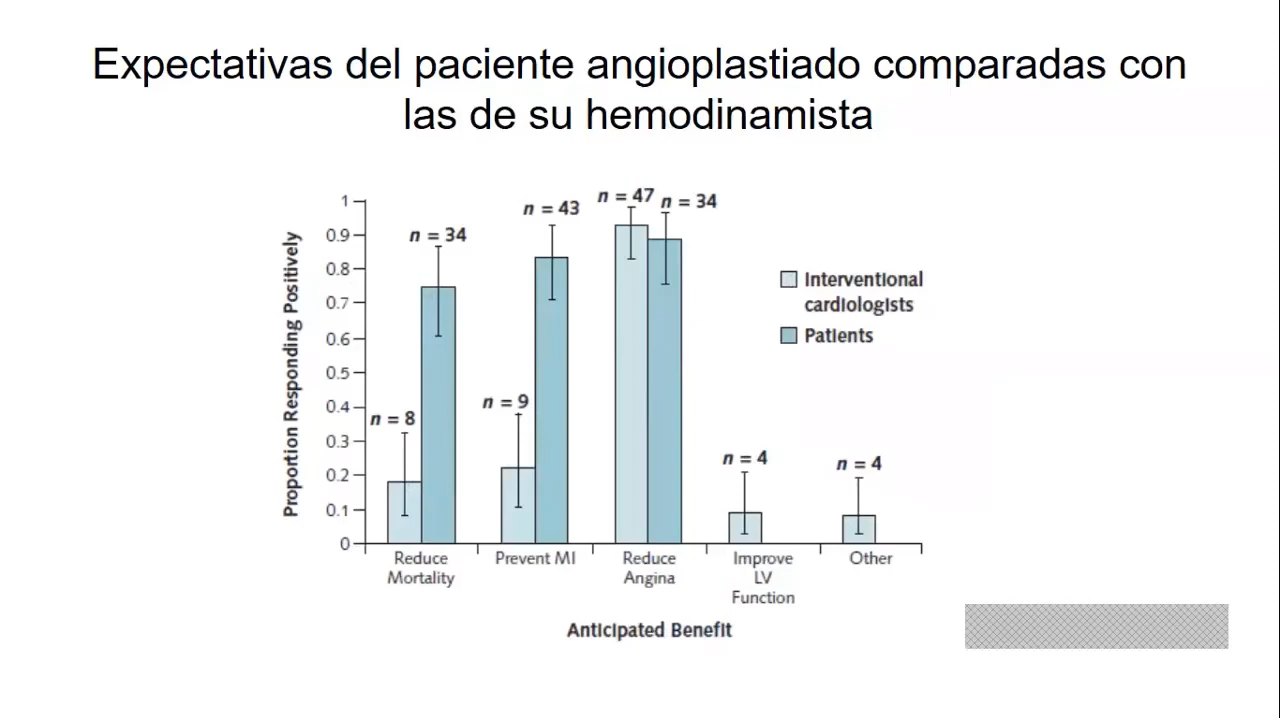 Expectativas del paciente angioplastiado comparadas con
las de su hemodinamista
n = 47
n = 34
n = 43
n = 34
n = 9
n = 8
n = 4
n = 4
1
0.9
0.8
0.7
0.6
0.5
0.4
0.3
0.2
0.1
0
Proportion Responding Positively
Interventional
cardiologists
Patients
Reduce
Mortality
Prevent MI
Reduce
Angina
Improve
LV
Function
Other
Anticipated Benefit